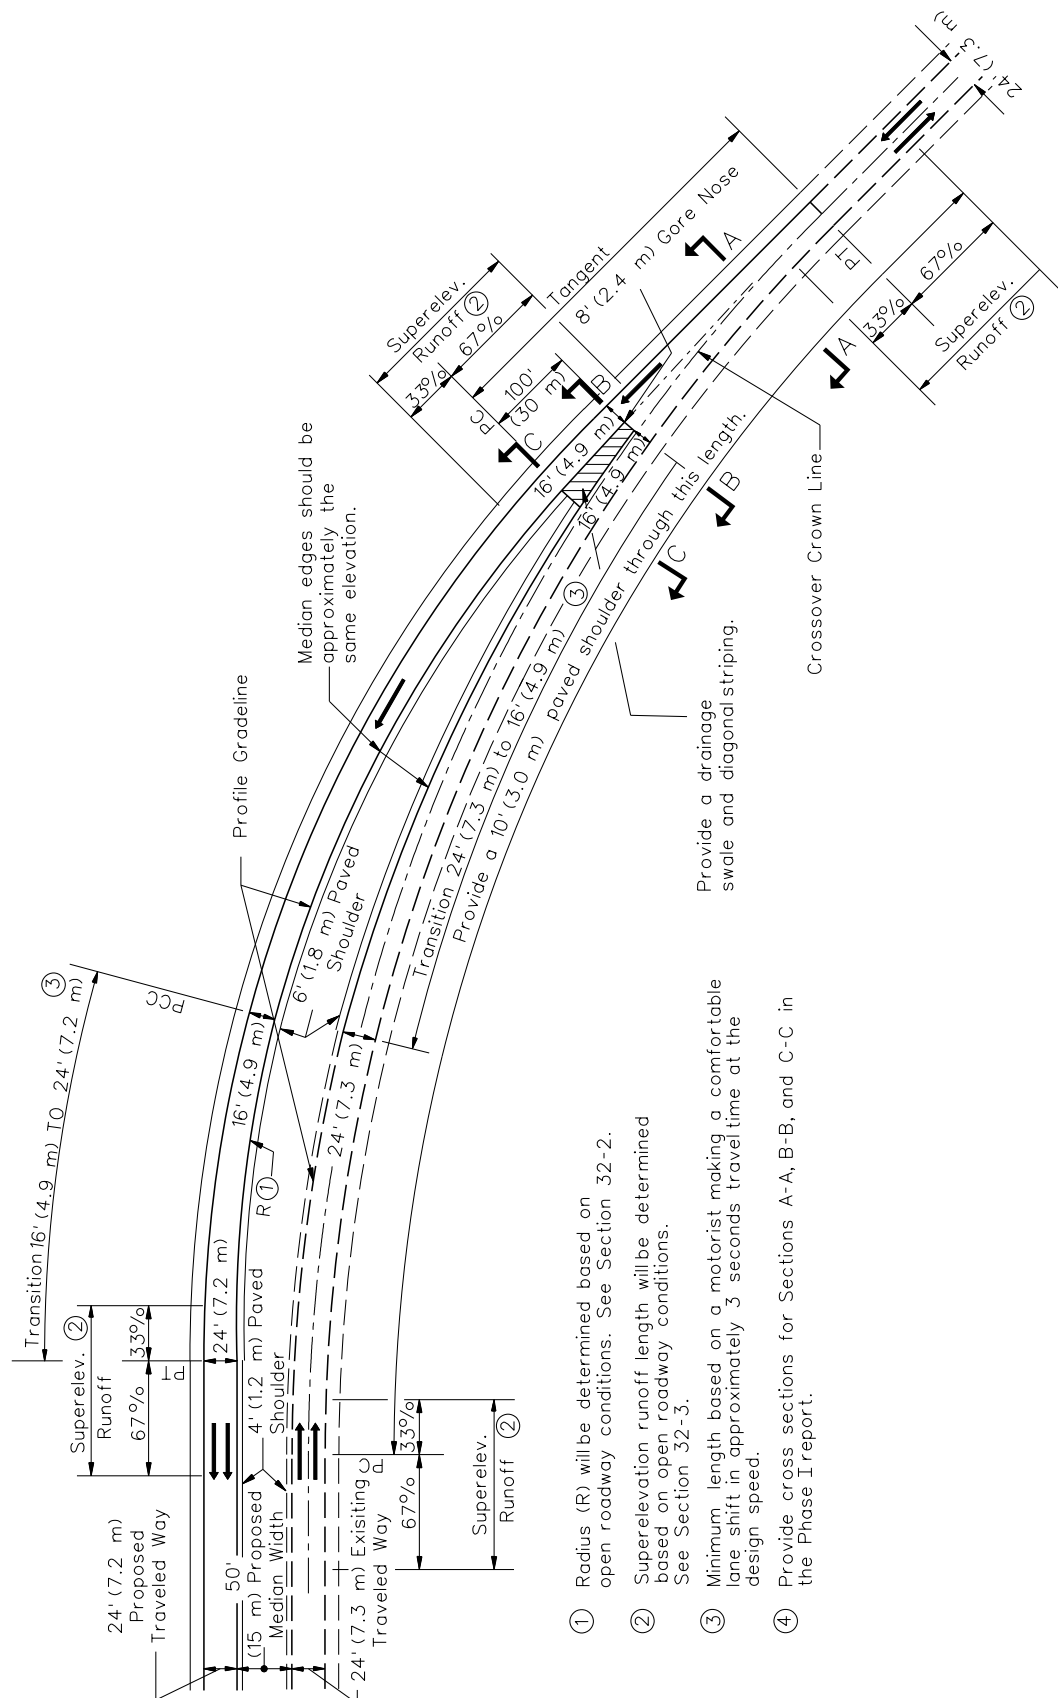 24' (7.3
m)
Superelev.
Runoff ②
33%
67%
PC
Tangent
100'
(30 m)
8' (2.4 m) Gore Nose
A
B
C
16' (4.9 m)
16' (4.9 m)
PT
A
B
C
33%
67%
Superelev.
Runoff ②
Crossover Crown Line
Median edges should be
approximately the
same elevation.
Provide a drainage
swale and diagonal striping.
Profile Gradeline
6' (1.8 m) Paved
Shoulder
Transition 24' (7.3 m) to 16' (4.9 m) ③
Provide a 10' (3.0 m) paved shoulder through this length.
Transition 16' (4.9 m) TO 24' (7.2 m) ③
PCC
16' (4.9 m)
24' (7.3 m)
R ①
Superelev. ②
Runoff
67%
33%
PT
24' (7.2 m)
4' (1.2 m) Paved
Shoulder
24' (7.2 m)
Proposed
Traveled Way
50'
(15 m) Proposed
Median Width
24' (7.3 m) Exisiting
Traveled Way
PC
67%
33%
Superelev.
Runoff ②
① Radius (R) will be determined based on
open roadway conditions. See Section 32-2.
② Superelevation runoff length will be determined
based on open roadway conditions.
See Section 32-3.
③ Minimum length based on a motorist making a comfortable
lane shift in approximately 3 seconds travel time at the
design speed.
④ Provide cross sections for Sections A-A, B-B, and C-C in
the Phase I report.